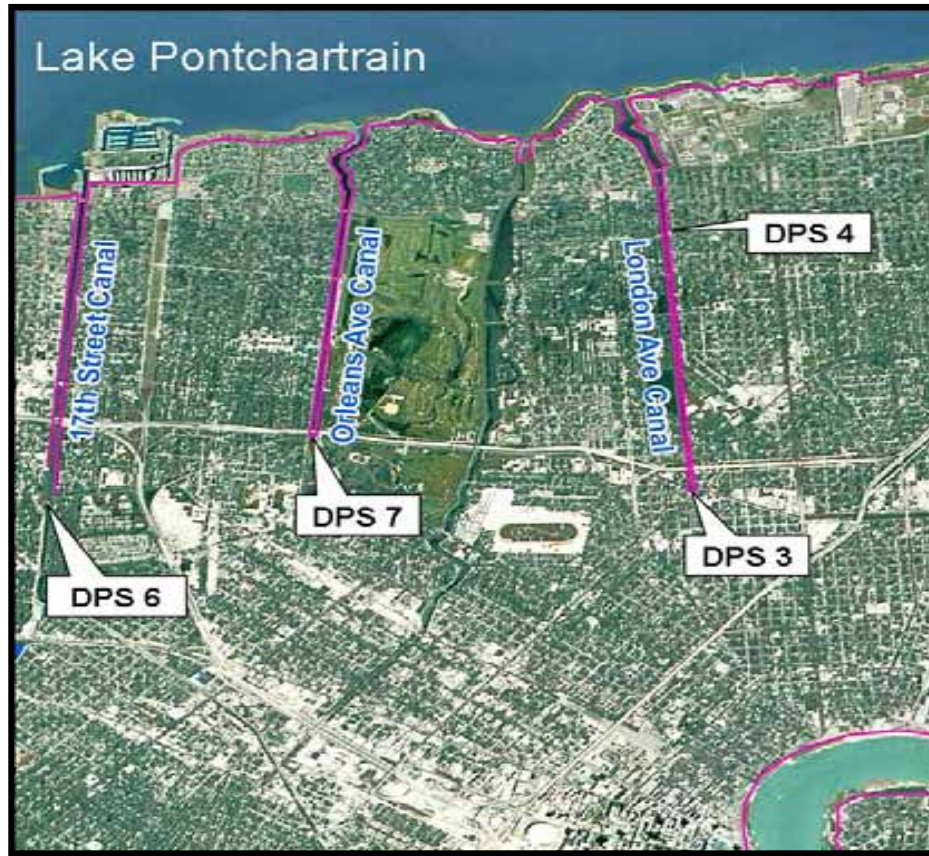 Lake Pontchartrain
DPS 4
17th Street Canal
Orleans Ave Canal
London Ave Canal
DPS 7
DPS 3
DPS 6